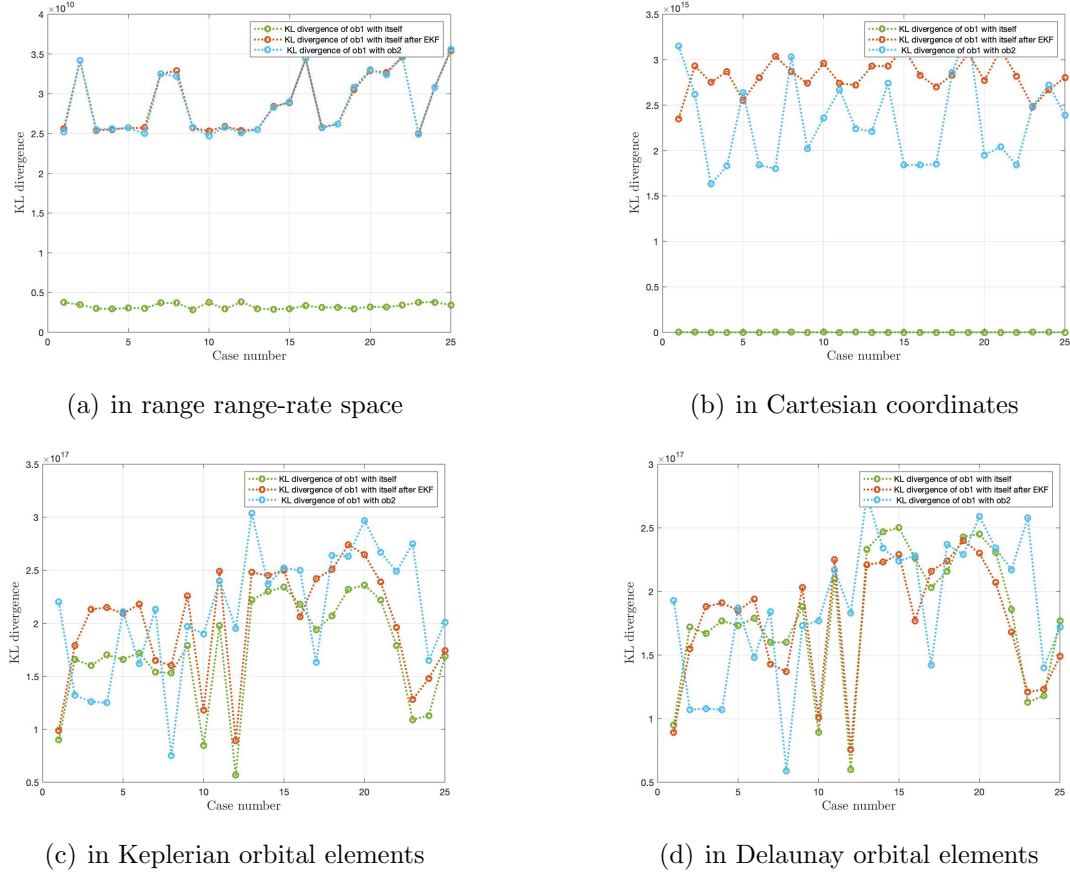 ×10^10
4
3.5
3
2.5
2
1.5
1
0.5
0
KL divergence
KL divergence of ob1 with itself
KL divergence of ob1 with itself after EKF
KL divergence of ob1 with ob2
0 5 10 15 20 25
Case number
(a) in range range-rate space
×10^15
3.5
3
2.5
2
1.5
1
0.5
0
KL divergence
KL divergence of ob1 with itself
KL divergence of ob1 with itself after EKF
KL divergence of ob1 with ob2
0 5 10 15 20 25
Case number
(b) in Cartesian coordinates
×10^17
3.5
3
2.5
2
1.5
1
0.5
KL divergence
KL divergence of ob1 with itself
KL divergence of ob1 with itself after EKF
KL divergence of ob1 with ob2
0 5 10 15 20 25
Case number
(c) in Keplerian orbital elements
×10^17
3
2.5
2
1.5
1
0.5
KL divergence
KL divergence of ob1 with itself
KL divergence of ob1 with itself after EKF
KL divergence of ob1 with ob2
0 5 10 15 20 25
Case number
(d) in Delaunay orbital elements